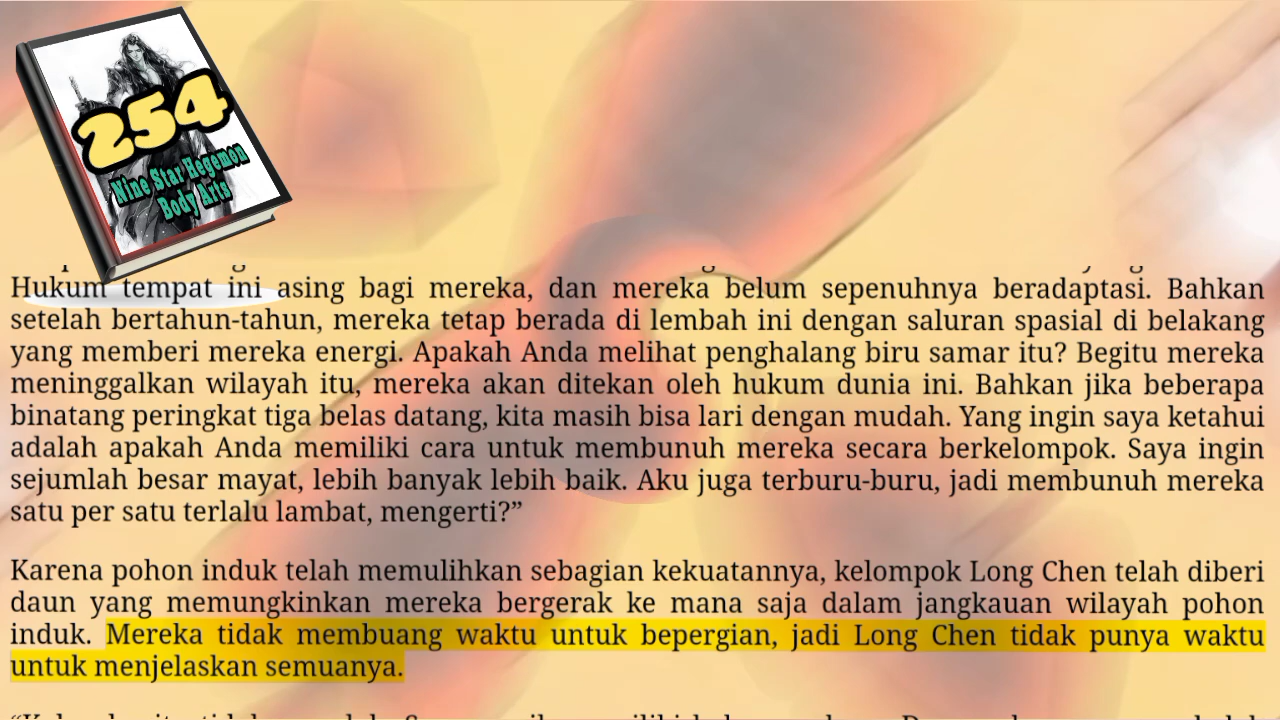 254
Nine Star Hegemon
Body Arts
Hukum tempat ini asing bagi mereka, dan mereka belum sepenuhnya beradaptasi. Bahkan
setelah bertahun-tahun, mereka tetap berada di lembah ini dengan saluran spasial di belakang
yang memberi mereka energi. Apakah Anda melihat penghalang biru samar itu? Begitu mereka
meninggalkan wilayah itu, mereka akan ditekan oleh hukum dunia ini. Bahkan jika beberapa
binatang peringkat tiga belas datang, kita masih bisa lari dengan mudah. Yang ingin saya ketahui
adalah apakah Anda memiliki cara untuk membunuh mereka secara berkelompok. Saya ingin
sejumlah besar mayat, lebih banyak lebih baik. Aku juga terburu-buru, jadi membunuh mereka
satu per satu terlalu lambat, mengerti?”
Karena pohon induk telah memulihkan sebagian kekuatannya, kelompok Long Chen telah diberi
daun yang memungkinkan mereka bergerak ke mana saja dalam jangkauan wilayah pohon
induk. Mereka tidak membuang waktu untuk bepergian, jadi Long Chen tidak punya waktu
untuk menjelaskan semuanya.